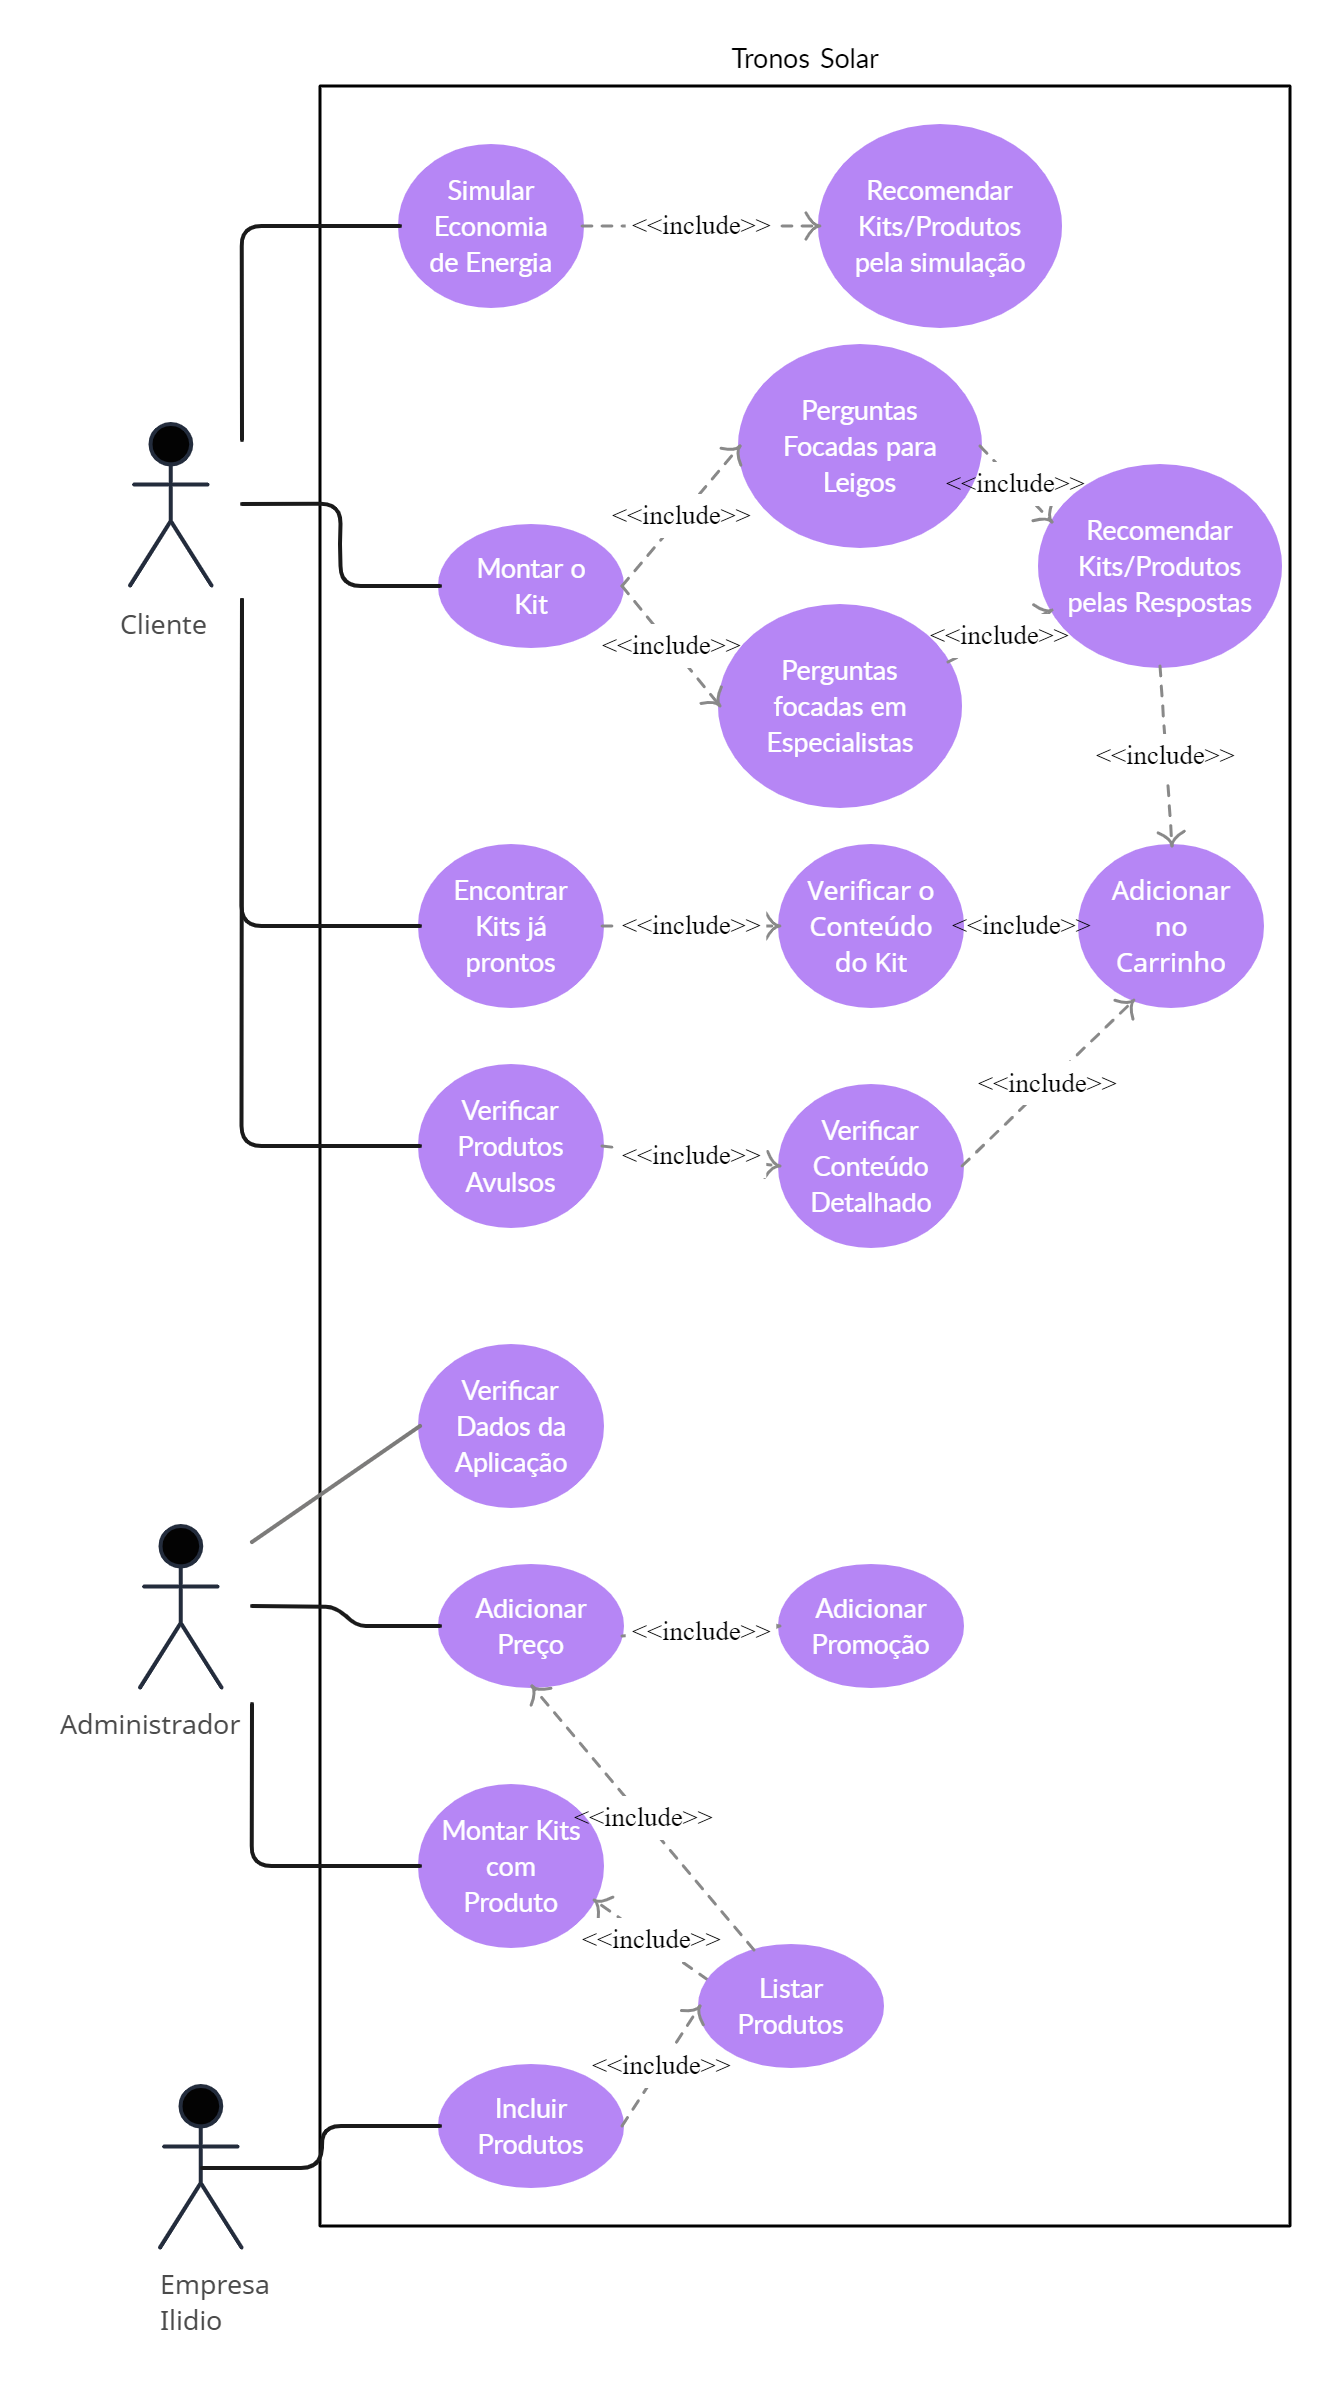 Tronos Solar
Simular
Economia
de Energia
<<include>>
Recomendar
Kits/Produtos
pela simulação
Perguntas
Focadas para
Leigos
<<include>>
<<include>>
Recomendar
Kits/Produtos
pelas Respostas
Montar o
Kit
Cliente
<<include>>
<<include>>
Perguntas
focadas em
Especialistas
<<include>>
Encontrar
Kits já
prontos
<<include>>
Verificar o
Conteúdo
do Kit
<<include>>
Adicionar
no
Carrinho
<<include>>
Verificar
Produtos
Avulsos
<<include>>
Verificar
Conteúdo
Detalhado
Verificar
Dados da
Aplicação
Adicionar
Preço
<<include>>
Adicionar
Promoção
Administrador
<<include>>
Montar Kits
com
Produto
<<include>>
Listar
Produtos
<<include>>
Incluir
Produtos
Empresa
Ilidio